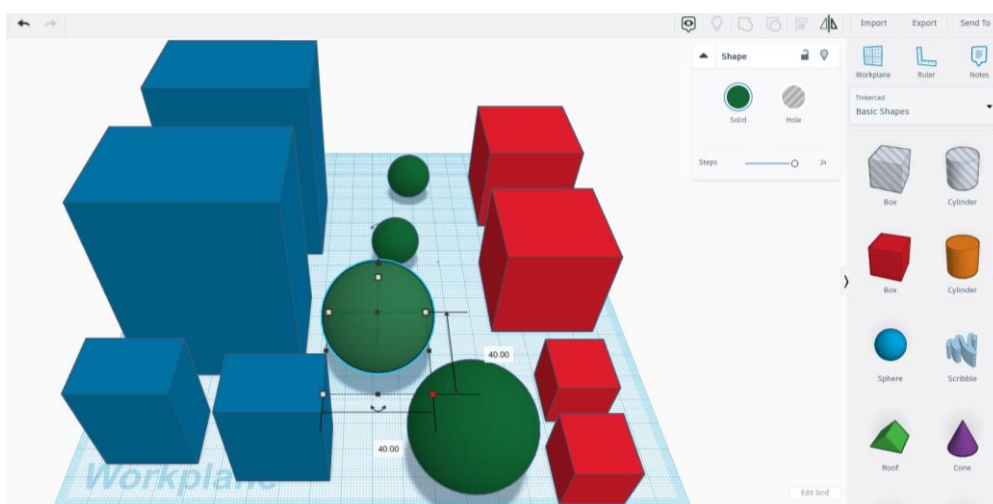 Import Export Send To
Shape
Workplane Ruler Notes
Tinkercad
Basic Shapes
Solid Hole
Steps 24
Box Cylinder
Box Cylinder
Sphere Scribble
Roof Cone
40.00
40.00
Workplane
Edit Grid